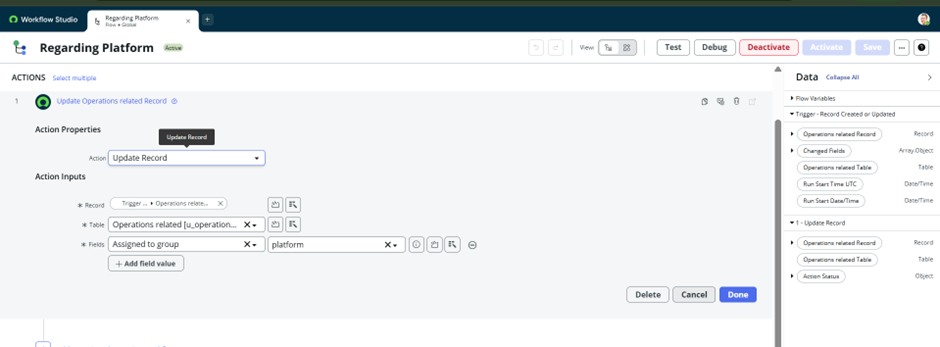 Workflow Studio
Regarding Platform
Flow • Global
Regarding Platform Active
View: Test Debug Deactivate Activate Save
ACTIONS Select multiple
1 Update Operations related Record
Action Properties
Update Record
Action Update Record
Action Inputs
* Record Trigger ... ▸ Operations relate...
* Table Operations related [u_operation...
* Fields Assigned to group platform
+ Add field value
Delete Cancel Done
Data Collapse All
Flow Variables
Trigger - Record Created or Updated
Operations related Record Record
Changed Fields Array.Object
Operations related Table Table
Run Start Time UTC Date/Time
Run Start Date/Time Date/Time
1 - Update Record
Operations related Record Record
Operations related Table Table
Action Status Object